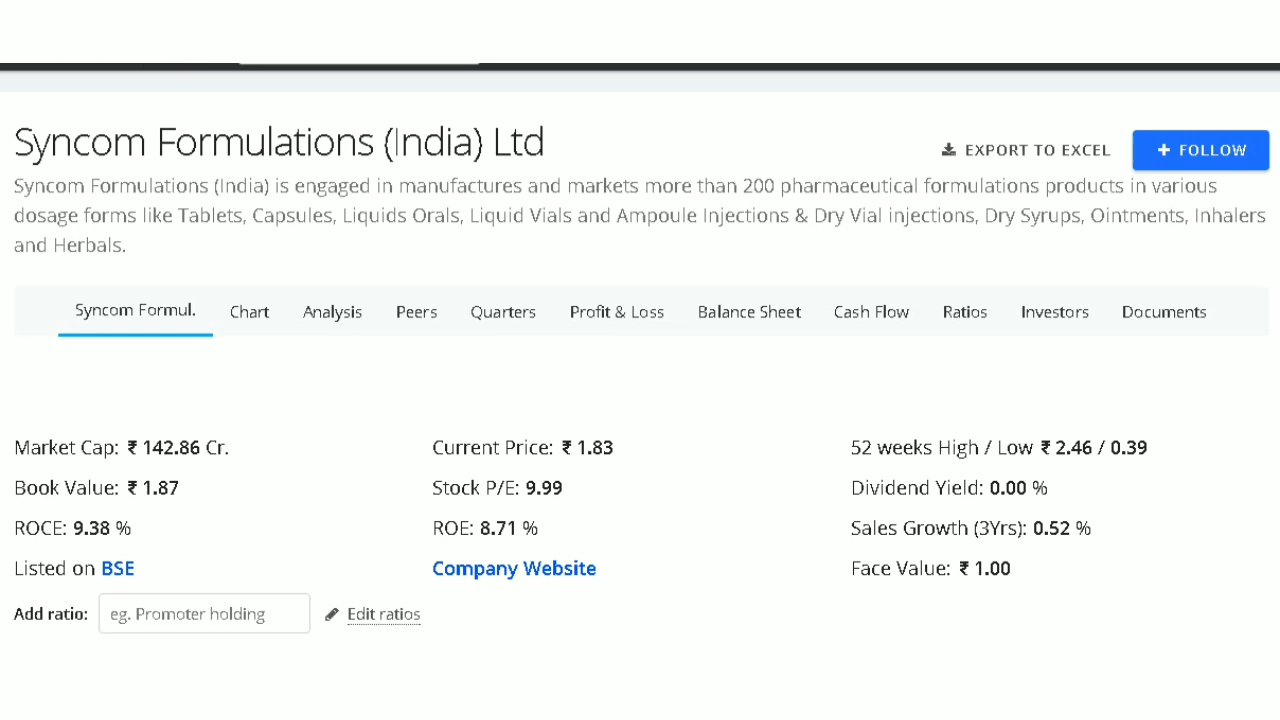 Syncom Formulations (India) Ltd
EXPORT TO EXCEL
+ FOLLOW
Syncom Formulations (India) is engaged in manufactures and markets more than 200 pharmaceutical formulations products in various
dosage forms like Tablets, Capsules, Liquids Orals, Liquid Vials and Ampoule Injections & Dry Vial injections, Dry Syrups, Ointments, Inhalers
and Herbals.
Syncom Formul. Chart Analysis Peers Quarters Profit & Loss Balance Sheet Cash Flow Ratios Investors Documents
Market Cap: ₹ 142.86 Cr. Current Price: ₹ 1.83 52 weeks High / Low ₹ 2.46 / 0.39
Book Value: ₹ 1.87 Stock P/E: 9.99 Dividend Yield: 0.00 %
ROCE: 9.38 % ROE: 8.71 % Sales Growth (3Yrs): 0.52 %
Listed on BSE Company Website Face Value: ₹ 1.00
Add ratio: eg. Promoter holding Edit ratios